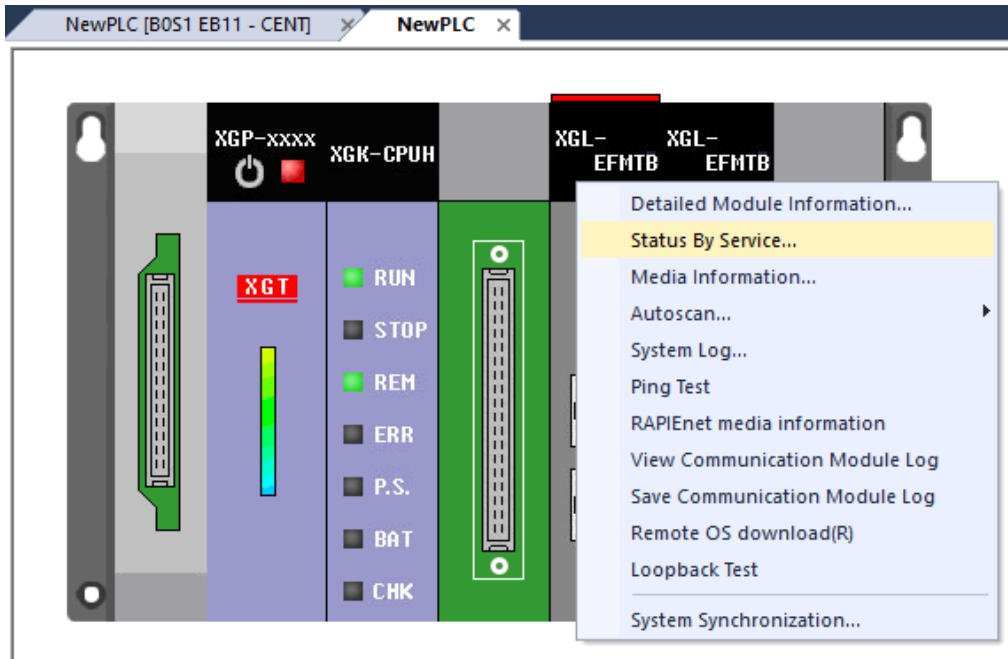 NewPLC [B0S1 EB11 - CENT]
NewPLC
XGP-xxxx
XGK-CPUH
XGL-
EFMTB
XGL-
EFMTB
XGT
RUN
STOP
REM
ERR
P.S.
BAT
CHK
Detailed Module Information...
Status By Service...
Media Information...
Autoscan...
System Log...
Ping Test
RAPIEnet media information
View Communication Module Log
Save Communication Module Log
Remote OS download(R)
Loopback Test
System Synchronization...